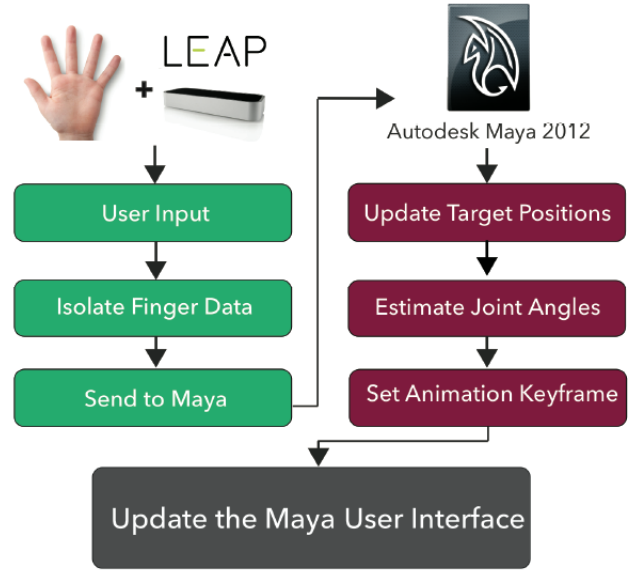 +
LEAP
User Input
Isolate Finger Data
Send to Maya
Autodesk Maya 2012
Update Target Positions
Estimate Joint Angles
Set Animation Keyframe
Update the Maya User Interface